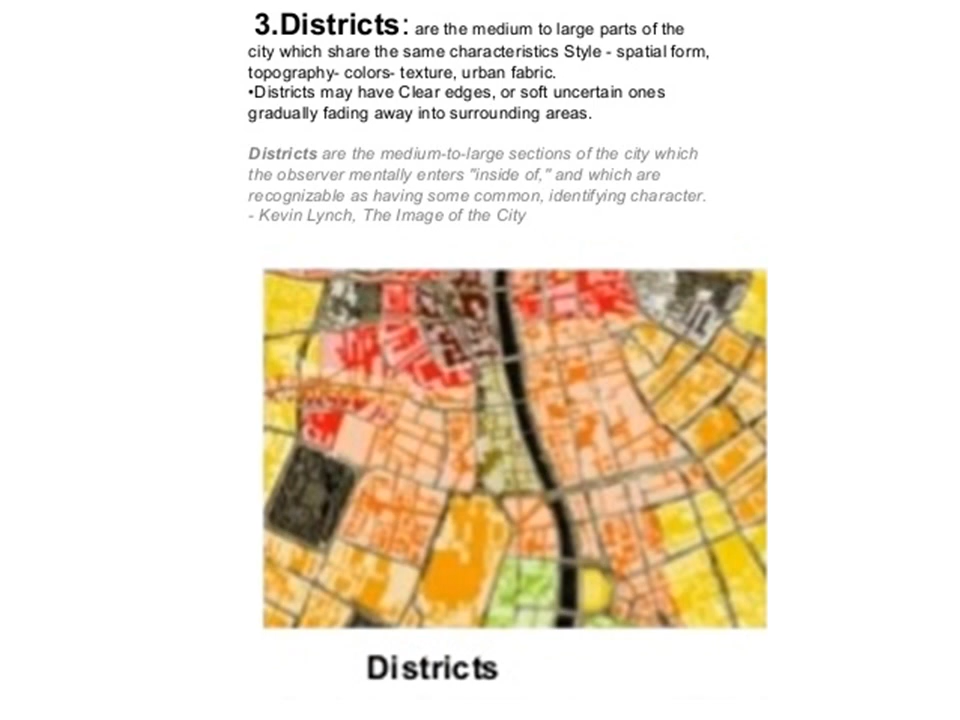 3.Districts: are the medium to large parts of the
city which share the same characteristics Style - spatial form,
topography- colors- texture, urban fabric.
•Districts may have Clear edges, or soft uncertain ones
gradually fading away into surrounding areas.
Districts are the medium-to-large sections of the city which
the observer mentally enters "inside of," and which are
recognizable as having some common, identifying character.
- Kevin Lynch, The Image of the City
Districts